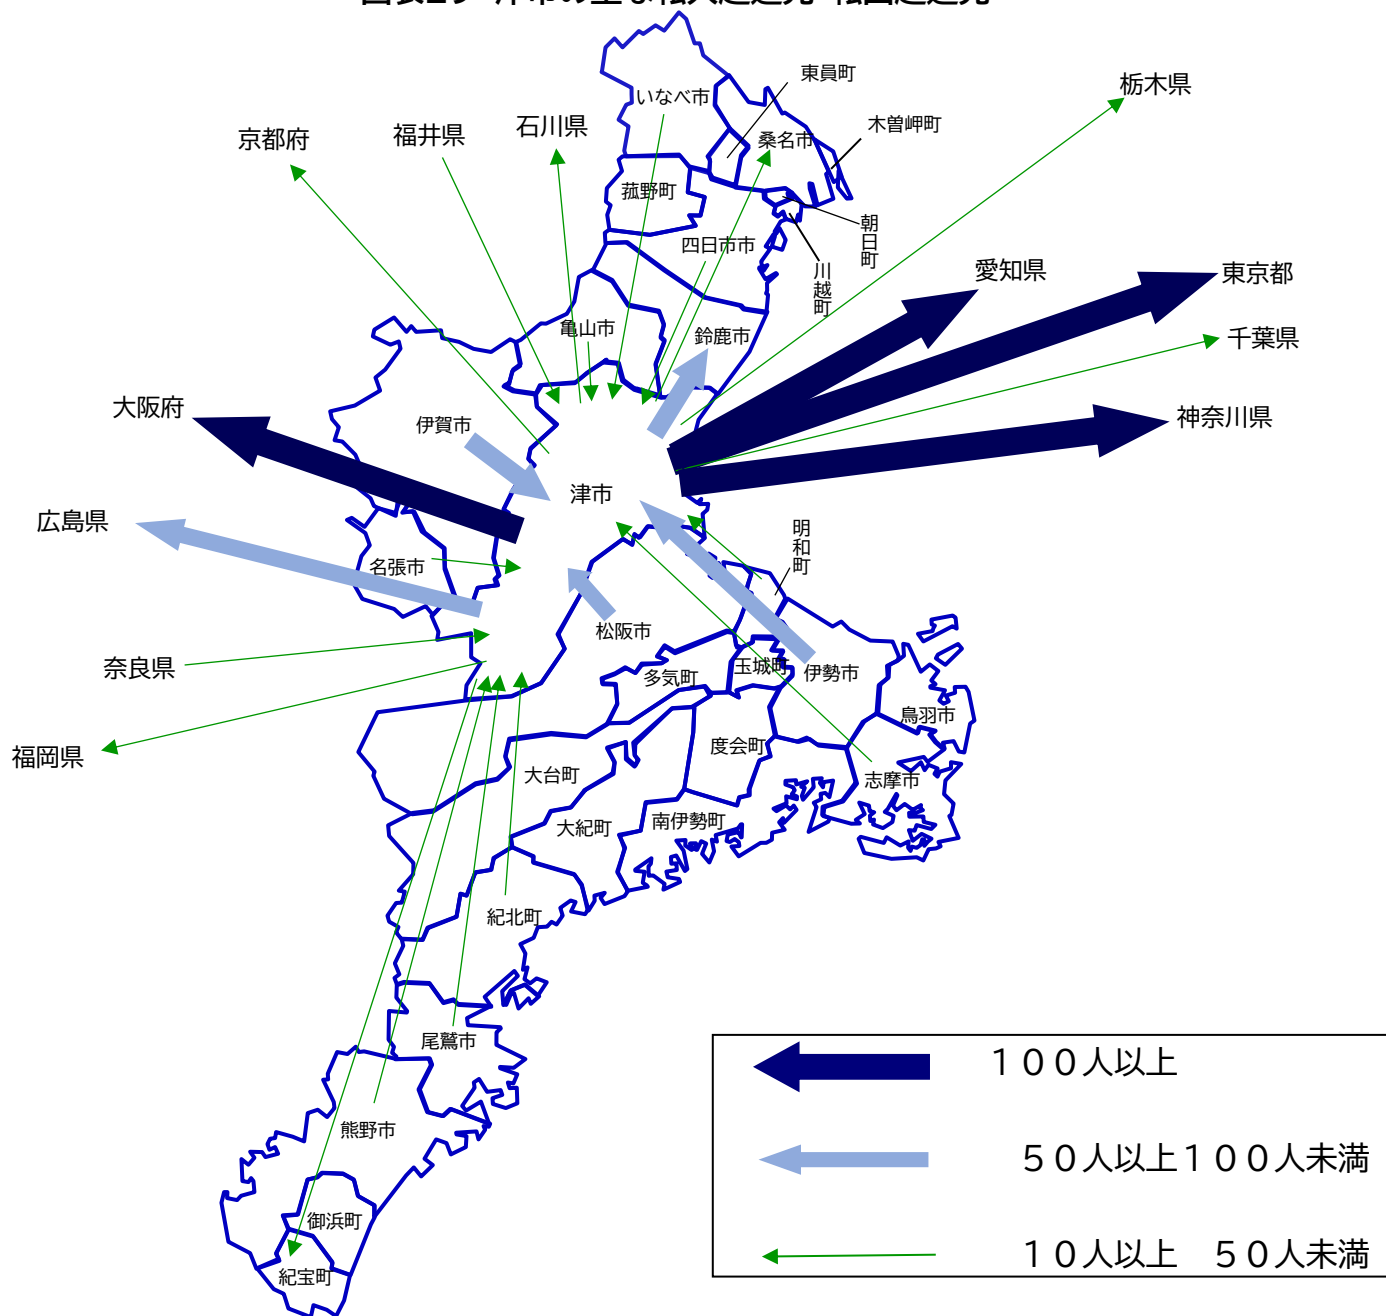 いなべ市
東員町
栃木県
木曽岬町
京都府
福井県
石川県
桑名市
菰野町
朝日町
四日市市
川越町
愛知県
東京都
亀山市
鈴鹿市
千葉県
大阪府
伊賀市
神奈川県
津市
広島県
明和町
名張市
松阪市
奈良県
多気町
玉城町
伊勢市
鳥羽市
福岡県
度会町
大台町
志摩市
大紀町
南伊勢町
紀北町
尾鷲市
１００人以上
熊野市
５０人以上１００人未満
御浜町
１０人以上　５０人未満
紀宝町